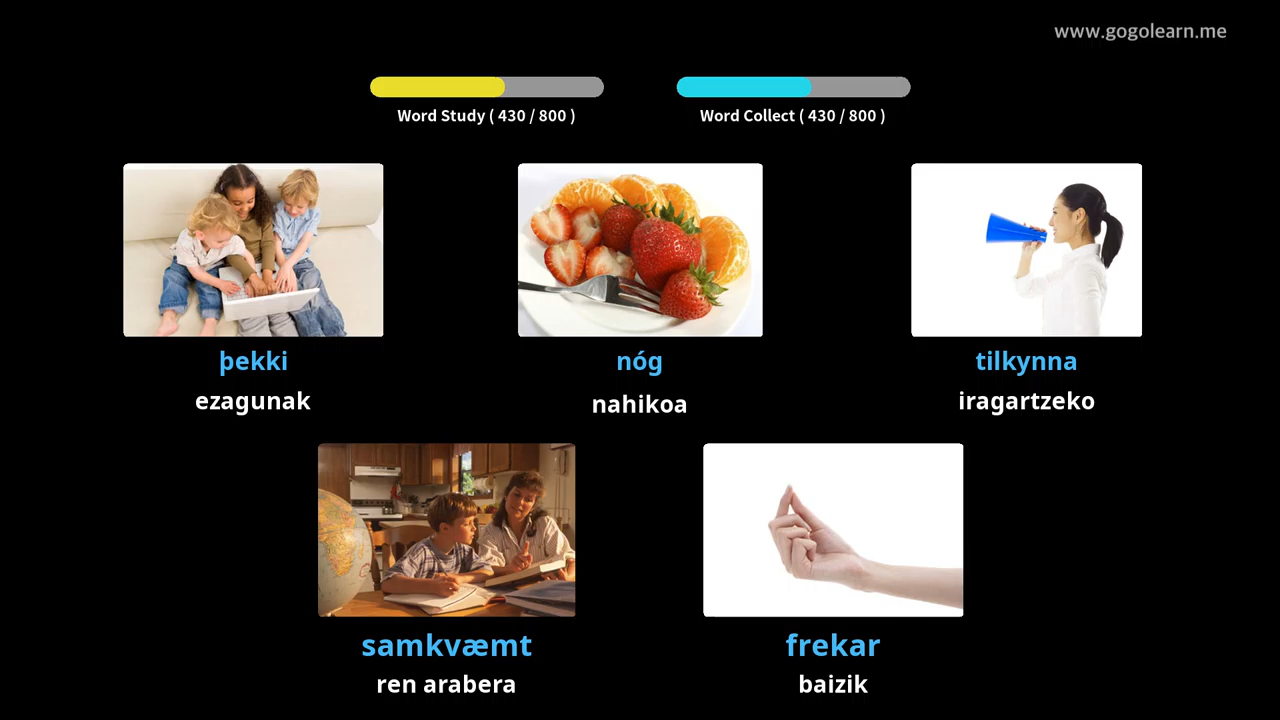 www.gogolearn.me
Word Study ( 430 / 800 )
Word Collect ( 430 / 800 )
þekki
ezagunak
nóg
nahikoa
tilkynna
iragartzeko
samkvæmt
ren arabera
frekar
baizik